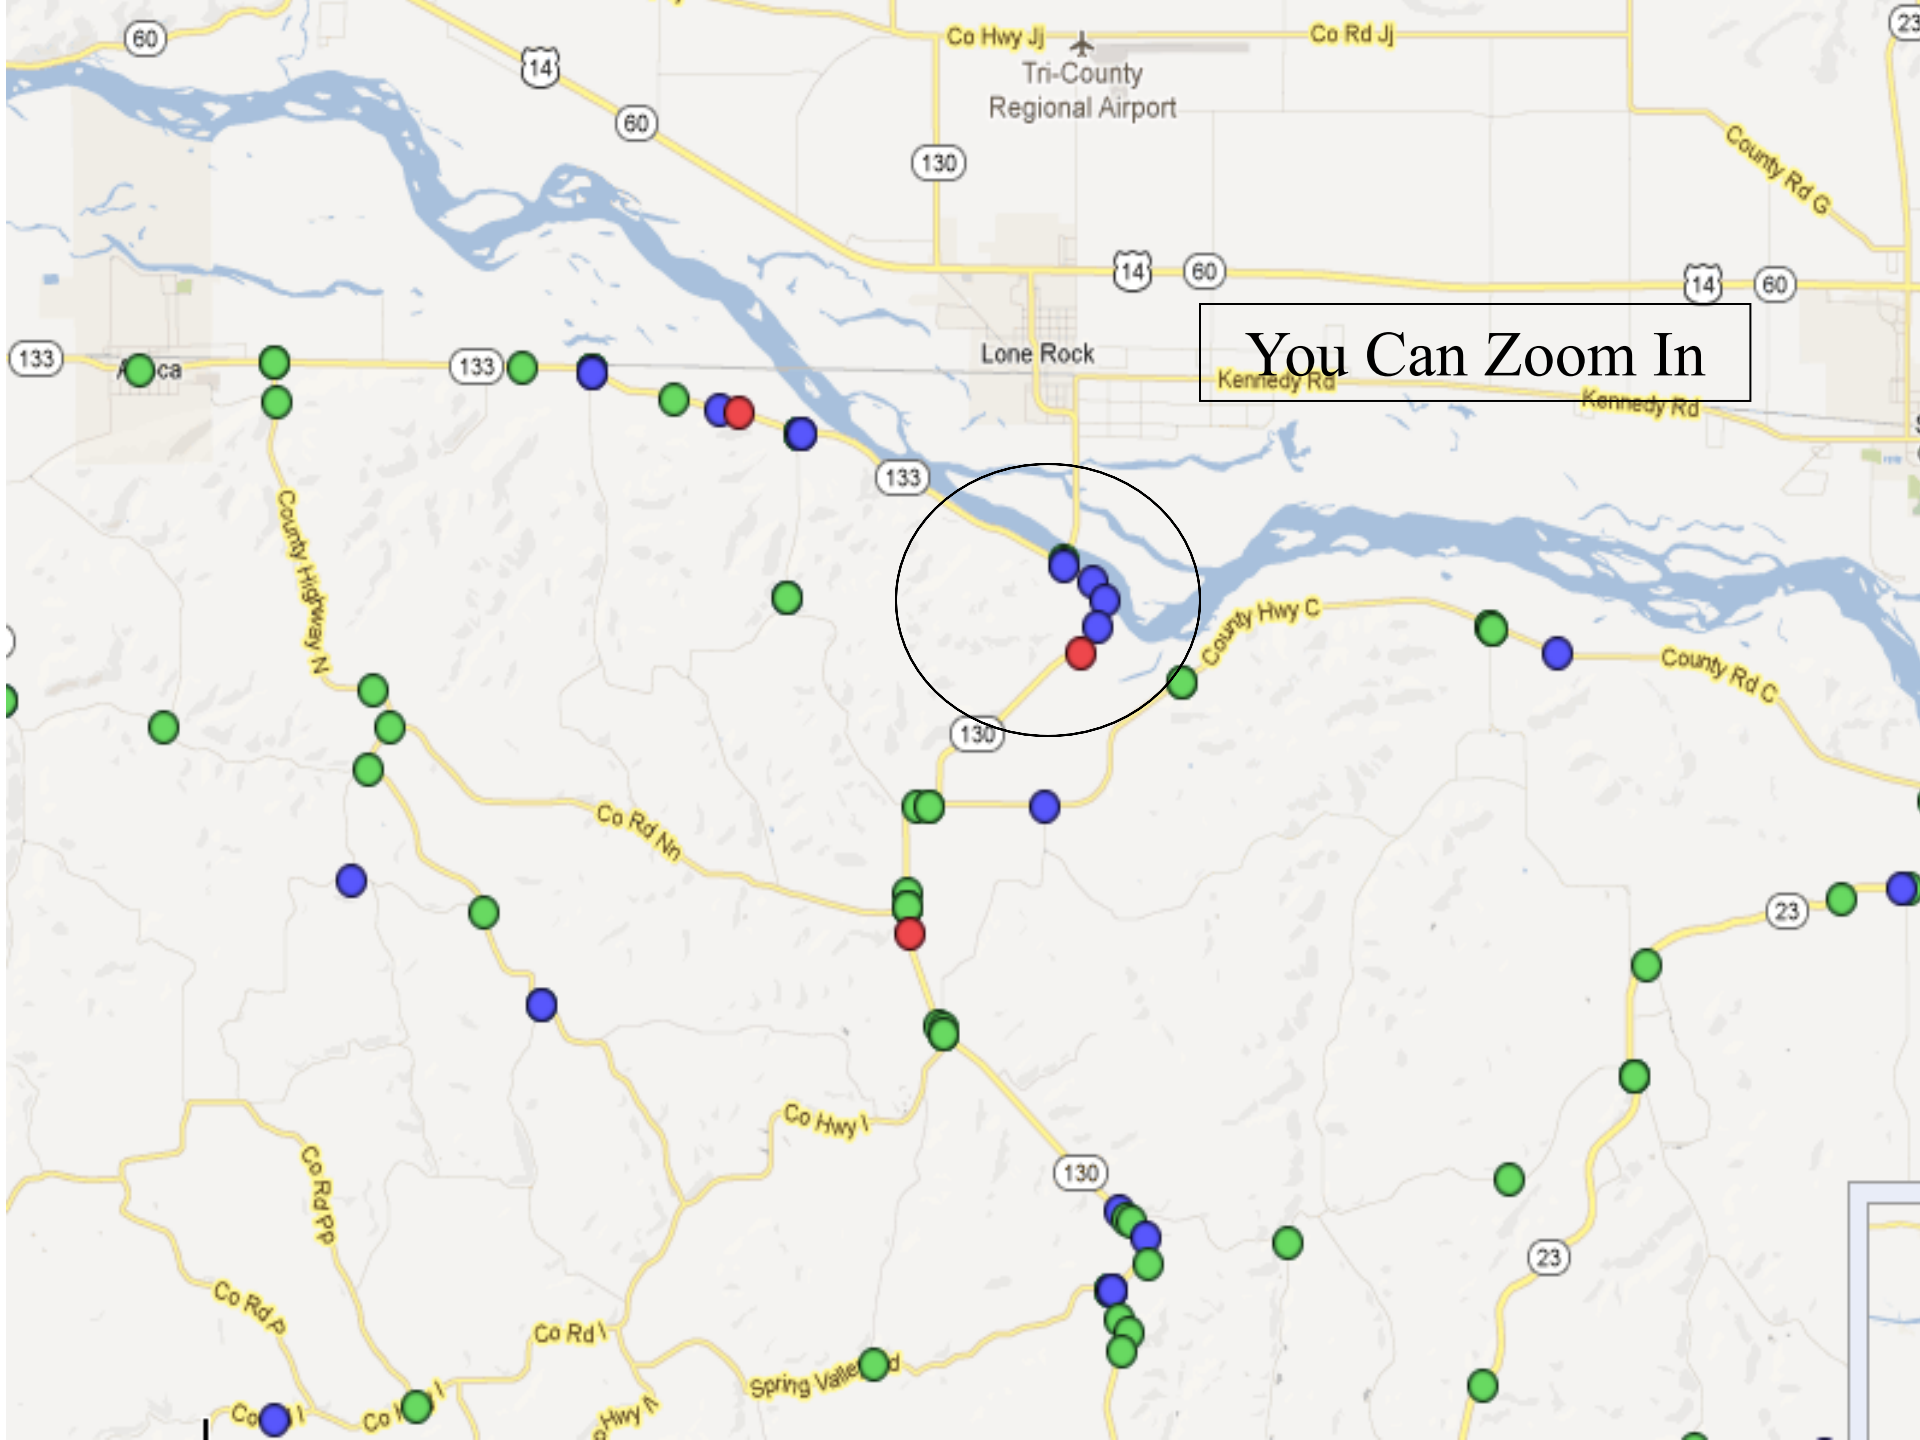 60
14
60
Co Hwy Jj
Co Rd Jj
Tri-County
Regional Airport
130
County Rd G
23
14
60
14
60
You Can Zoom In
133
133
Lone Rock
Kennedy Rd
Kennedy Rd
133
County Highway N
County Hwy C
County Rd C
130
Co Rd Nn
23
Co Hwy I
130
Co Rd PP
23
Co Rd P
Co Rd I
Spring Valle